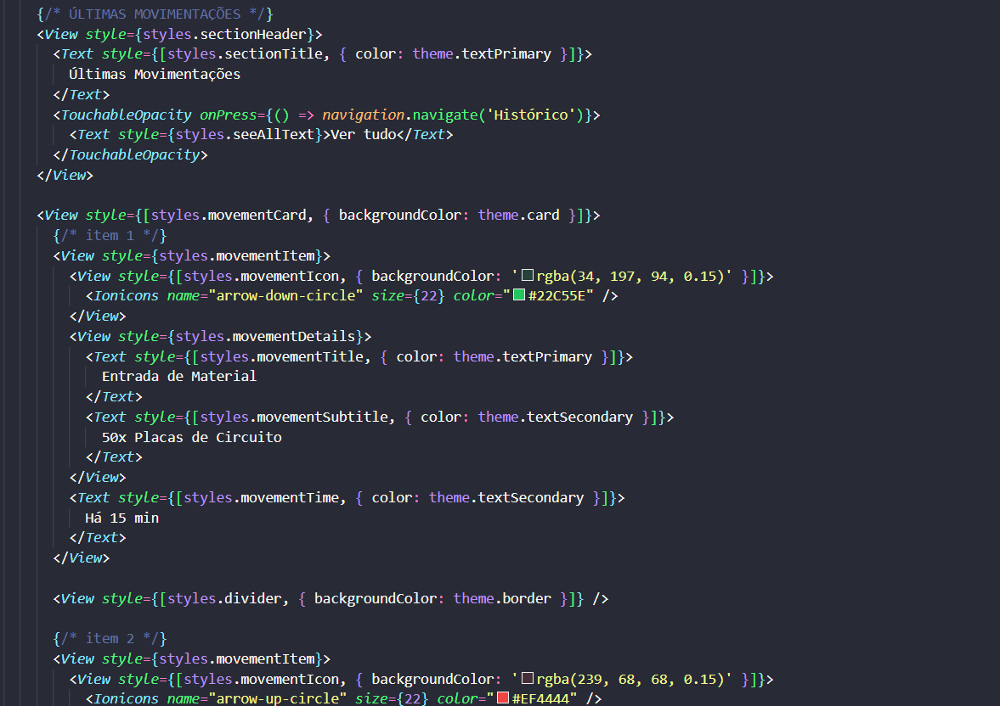 {/* ÚLTIMAS MOVIMENTAÇÕES */}
<View style={styles.sectionHeader}>
<Text style={[styles.sectionTitle, { color: theme.textPrimary }]}>
Últimas Movimentações
</Text>
<TouchableOpacity onPress={() => navigation.navigate('Histórico')}>
<Text style={styles.seeAllText}>Ver tudo</Text>
</TouchableOpacity>
</View>
<View style={[styles.movementCard, { backgroundColor: theme.card }]}>
{/* item 1 */}
<View style={styles.movementItem}>
<View style={[styles.movementIcon, { backgroundColor: 'rgba(34, 197, 94, 0.15)' }]}>
<Ionicons name="arrow-down-circle" size={22} color="#22C55E" />
</View>
<View style={styles.movementDetails}>
<Text style={[styles.movementTitle, { color: theme.textPrimary }]}>
Entrada de Material
</Text>
<Text style={[styles.movementSubtitle, { color: theme.textSecondary }]}>
50x Placas de Circuito
</Text>
</View>
<Text style={[styles.movementTime, { color: theme.textSecondary }]}>
Há 15 min
</Text>
</View>
<View style={[styles.divider, { backgroundColor: theme.border }]} />
{/* item 2 */}
<View style={styles.movementItem}>
<View style={[styles.movementIcon, { backgroundColor: 'rgba(239, 68, 68, 0.15)' }]}>
<Ionicons name="arrow-up-circle" size={22} color="#EF4444" />